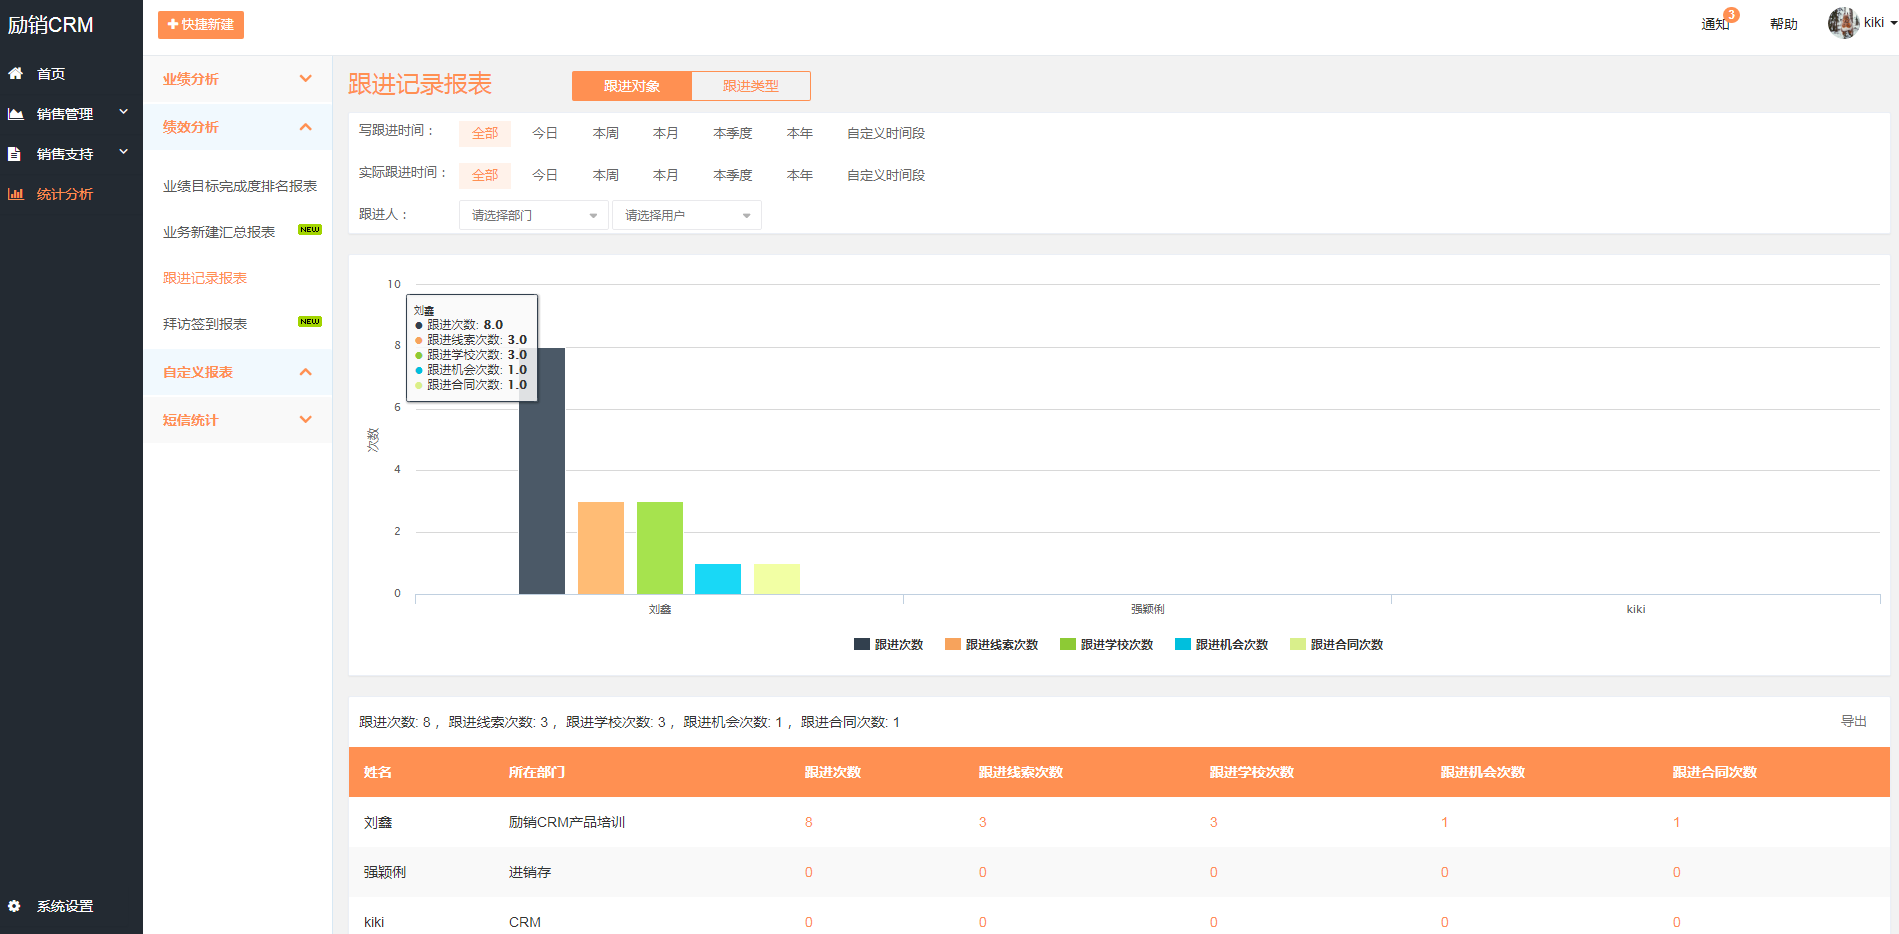 励销CRM
快捷新建
通知
3
帮助
kiki
首页
销售管理
销售支持
统计分析
系统设置
业绩分析
绩效分析
业绩目标完成度排名报表
业务新建汇总报表 NEW
跟进记录报表
拜访签到报表 NEW
自定义报表
短信统计
跟进记录报表
跟进对象 跟进类型
写跟进时间： 全部 今日 本周 本月 本季度 本年 自定义时间段
实际跟进时间： 全部 今日 本周 本月 本季度 本年 自定义时间段
跟进人： 请选择部门 请选择用户
次数
10
8
6
4
2
0
刘鑫
跟进次数: 8.0
跟进线索次数: 3.0
跟进学校次数: 3.0
跟进机会次数: 1.0
跟进合同次数: 1.0
刘鑫 强颖俐 kiki
跟进次数 跟进线索次数 跟进学校次数 跟进机会次数 跟进合同次数
跟进次数: 8 ，跟进线索次数: 3 ，跟进学校次数: 3 ，跟进机会次数: 1 ，跟进合同次数: 1
导出
姓名 所在部门 跟进次数 跟进线索次数 跟进学校次数 跟进机会次数 跟进合同次数
刘鑫 励销CRM产品培训 8 3 3 1 1
强颖俐 进销存 0 0 0 0 0
kiki CRM 0 0 0 0 0